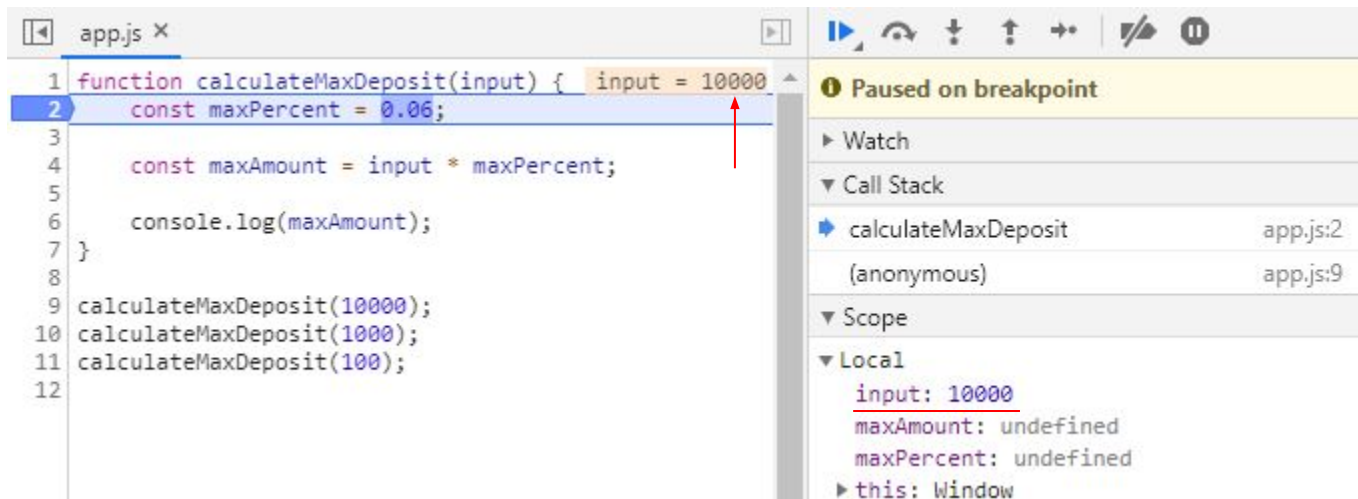 app.js ×
1 function calculateMaxDeposit(input) { input = 10000
2 const maxPercent = 0.06;
3
4 const maxAmount = input * maxPercent;
5
6 console.log(maxAmount);
7 }
8
9 calculateMaxDeposit(10000);
10 calculateMaxDeposit(1000);
11 calculateMaxDeposit(100);
12
Paused on breakpoint
Watch
Call Stack
calculateMaxDeposit app.js:2
(anonymous) app.js:9
Scope
Local
input: 10000
maxAmount: undefined
maxPercent: undefined
this: Window